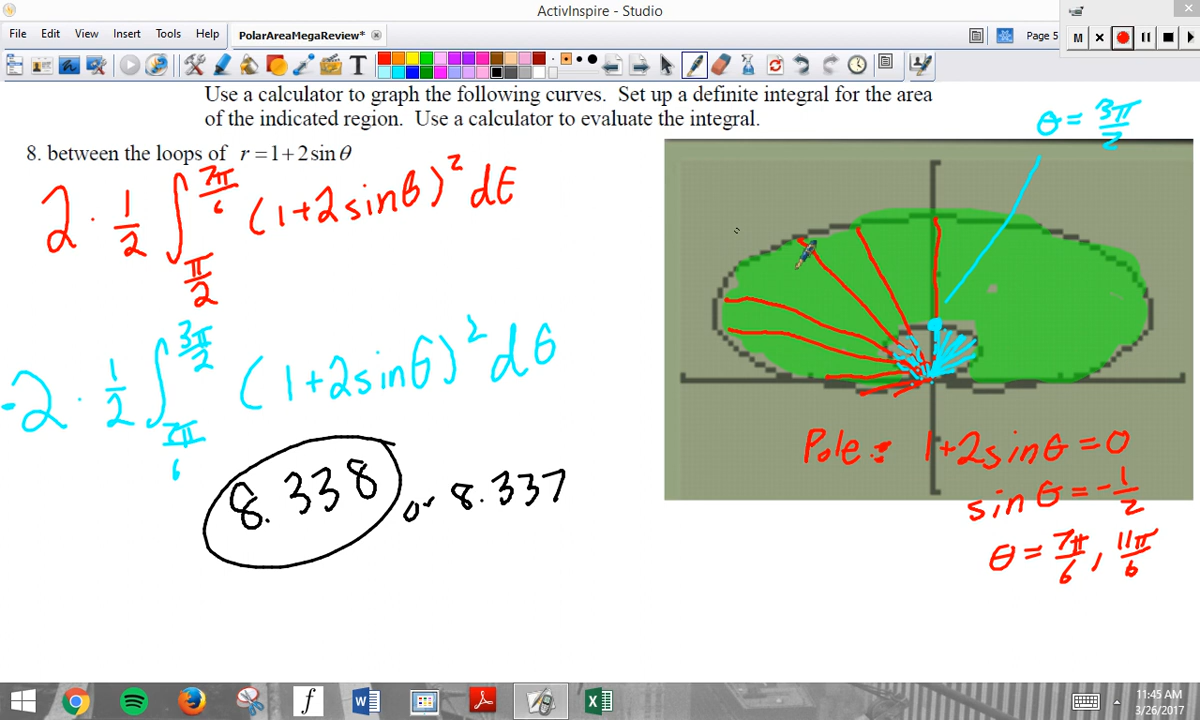 ActivInspire - Studio
File Edit View Insert Tools Help PolarAreaMegaReview* Page 5
M
T
Use a calculator to graph the following curves. Set up a definite integral for the area
of the indicated region. Use a calculator to evaluate the integral.
8. between the loops of r = 1 + 2 sin θ
θ = 3π/2
2 · 1/2 ∫ π/2 7π/6 (1+2sinθ)² dθ
-2 · 1/2 ∫ 7π/6 3π/2 (1+2sinθ)² dθ
8.338 or 8.337
Pole: 1+2sinθ=0
sinθ = -1/2
θ = 7π/6, 11π/6
11:45 AM
3/26/2017